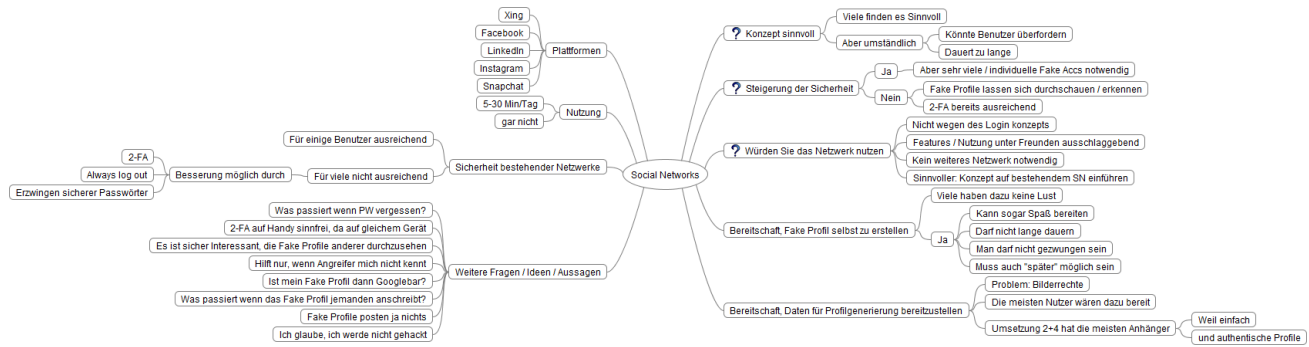 Social Networks
Plattformen
Xing
Facebook
LinkedIn
Instagram
Snapchat
Nutzung
5-30 Min/Tag
gar nicht
Sicherheit bestehender Netzwerke
Für einige Benutzer ausreichend
Für viele nicht ausreichend
Besserung möglich durch
2-FA
Always log out
Erzwingen sicherer Passwörter
Weitere Fragen / Ideen / Aussagen
Was passiert wenn PW vergessen?
2-FA auf Handy sinnfrei, da auf gleichem Gerät
Es ist sicher Interessant, die Fake Profile anderer durchzusehen
Hilft nur, wenn Angreifer mich nicht kennt
Ist mein Fake Profil dann Googlebar?
Was passiert wenn das Fake Profil jemanden anschreibt?
Fake Profile posten ja nichts
Ich glaube, ich werde nicht gehackt
? Konzept sinnvoll
Viele finden es Sinnvoll
Aber umständlich
Könnte Benutzer überfordern
Dauert zu lange
? Steigerung der Sicherheit
Ja
Aber sehr viele / individuelle Fake Accs notwendig
Nein
Fake Profile lassen sich durchschauen / erkennen
2-FA bereits ausreichend
? Würden Sie das Netzwerk nutzen
Nicht wegen des Login konzepts
Features / Nutzung unter Freunden ausschlaggebend
Kein weiteres Netzwerk notwendig
Sinnvoller: Konzept auf bestehendem SN einführen
Bereitschaft, Fake Profil selbst zu erstellen
Viele haben dazu keine Lust
Ja
Kann sogar Spaß bereiten
Darf nicht lange dauern
Man darf nicht gezwungen sein
Muss auch "später" möglich sein
Bereitschaft, Daten für Profilgenerierung bereitzustellen
Problem: Bilderrechte
Die meisten Nutzer wären dazu bereit
Umsetzung 2+4 hat die meisten Anhänger
Weil einfach
und authentische Profile